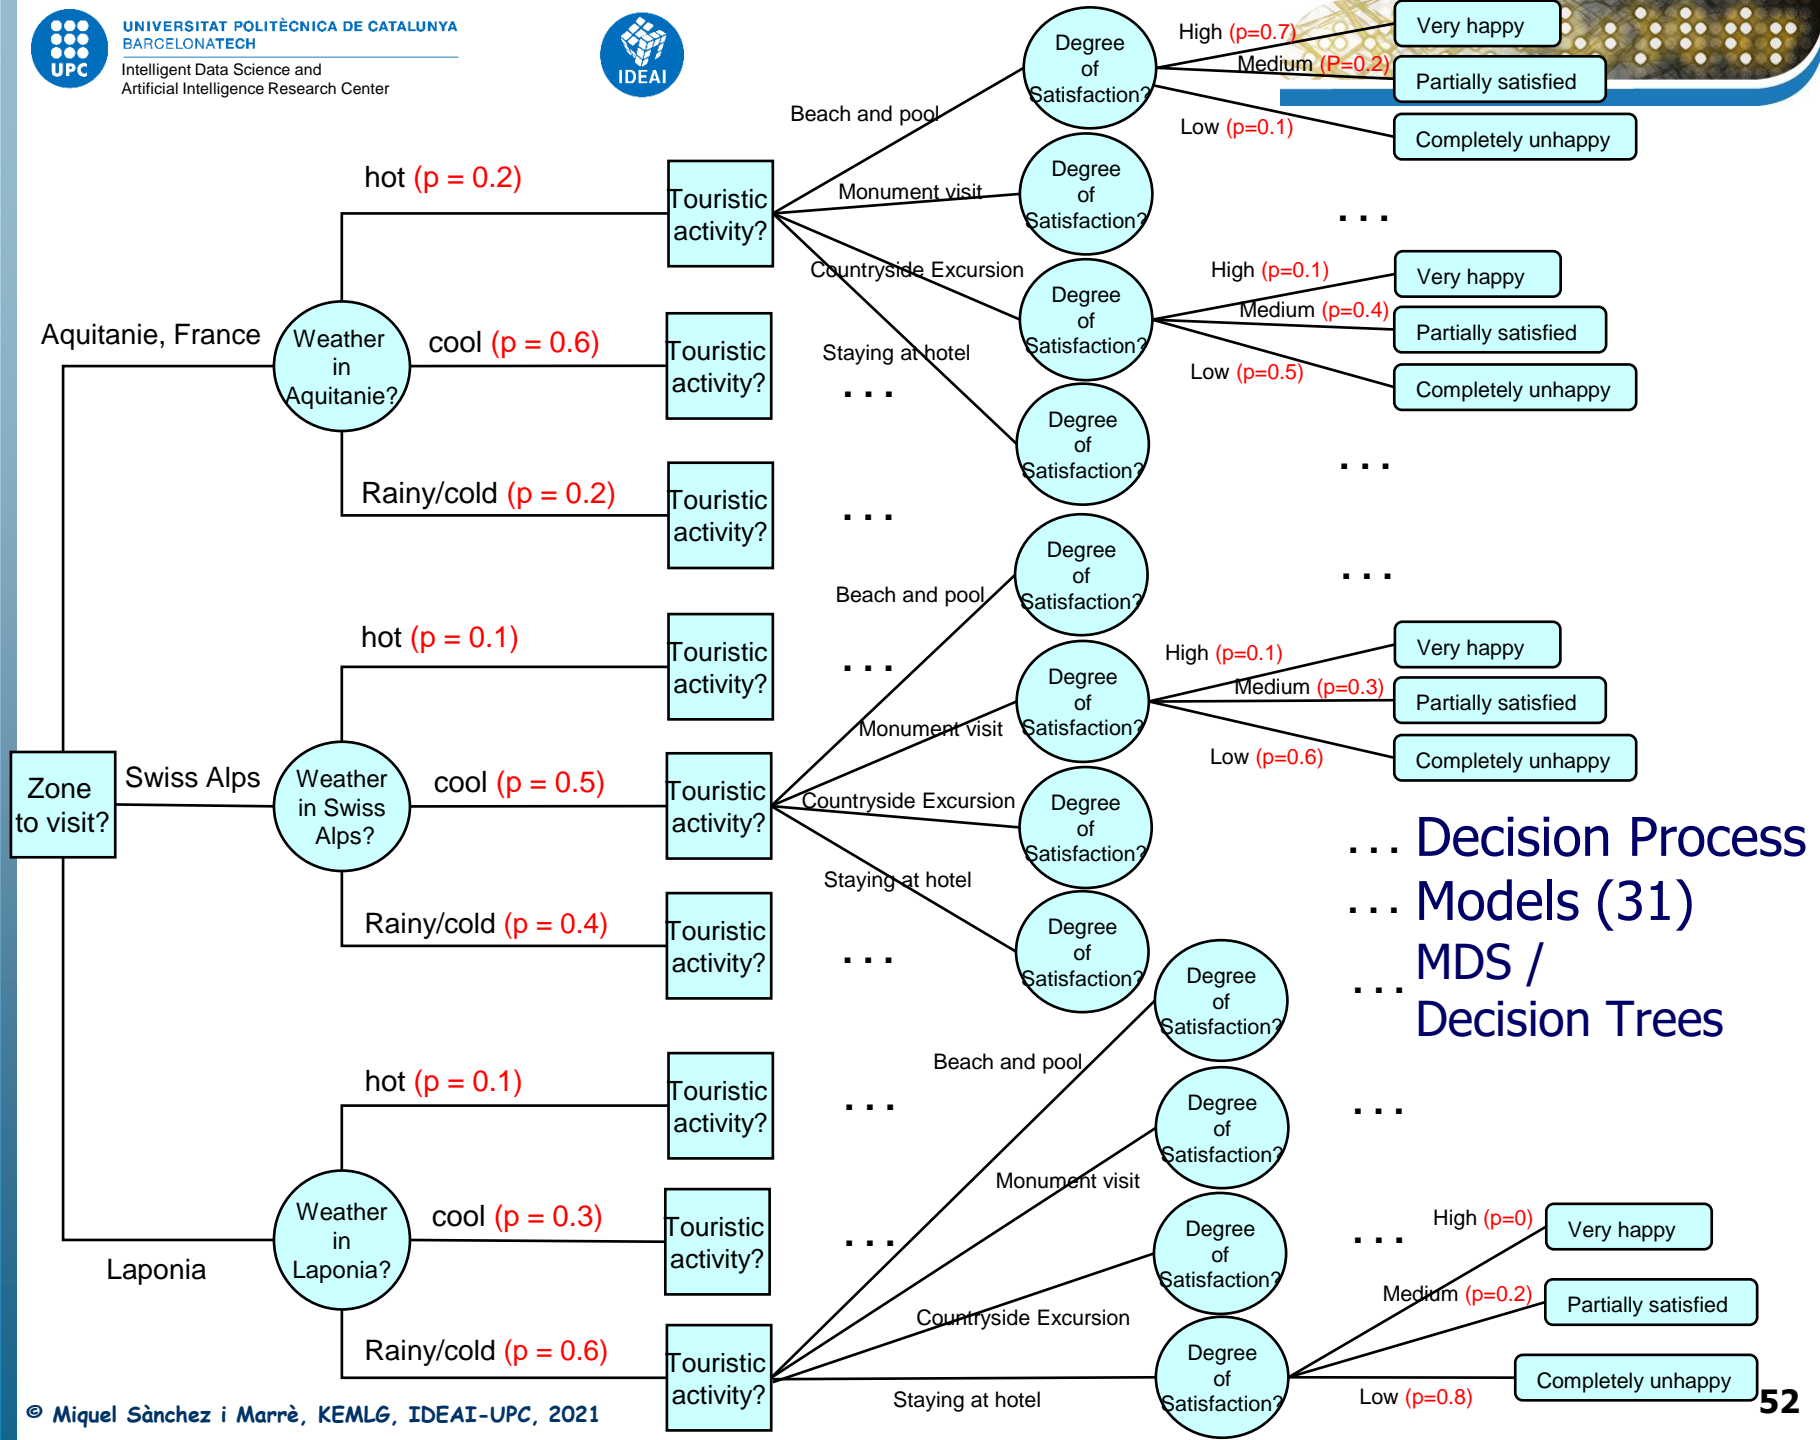 UNIVERSITAT POLITÈCNICA DE CATALUNYA
BARCELONATECH
UPC
Intelligent Data Science and
Artificial Intelligence Research Center
IDEAI
Zone
to visit?
Aquitanie, France
Weather
in
Aquitanie?
hot (p = 0.2)
Touristic
activity?
Beach and pool
Degree
of
Satisfaction?
High (p=0.7)
Very happy
Medium (P=0.2)
Partially satisfied
Low (p=0.1)
Completely unhappy
Monument visit
Degree
of
Satisfaction?
. . .
Countryside Excursion
Degree
of
Satisfaction?
High (p=0.1)
Very happy
Medium (p=0.4)
Partially satisfied
Low (p=0.5)
Completely unhappy
Staying at hotel
Degree
of
Satisfaction?
. . .
cool (p = 0.6)
Touristic
activity?
. . .
Rainy/cold (p = 0.2)
Touristic
activity?
. . .
Swiss Alps
Weather
in Swiss
Alps?
hot (p = 0.1)
Touristic
activity?
. . .
cool (p = 0.5)
Touristic
activity?
Beach and pool
Degree
of
Satisfaction?
. . .
Monument visit
Degree
of
Satisfaction?
High (p=0.1)
Very happy
Medium (p=0.3)
Partially satisfied
Low (p=0.6)
Completely unhappy
Countryside Excursion
Degree
of
Satisfaction?
. . .
Staying at hotel
Degree
of
Satisfaction?
. . .
Rainy/cold (p = 0.4)
Touristic
activity?
. . .
Decision Process
Models (31)
MDS /
Decision Trees
Laponia
Weather
in
Laponia?
hot (p = 0.1)
Touristic
activity?
. . .
cool (p = 0.3)
Touristic
activity?
. . .
Rainy/cold (p = 0.6)
Touristic
activity?
Beach and pool
Degree
of
Satisfaction?
. . .
Monument visit
Degree
of
Satisfaction?
. . .
Countryside Excursion
Degree
of
Satisfaction?
. . .
Staying at hotel
Degree
of
Satisfaction?
High (p=0)
Very happy
Medium (p=0.2)
Partially satisfied
Low (p=0.8)
Completely unhappy
© Miquel Sànchez i Marrè, KEMLG, IDEAI-UPC, 2021
52